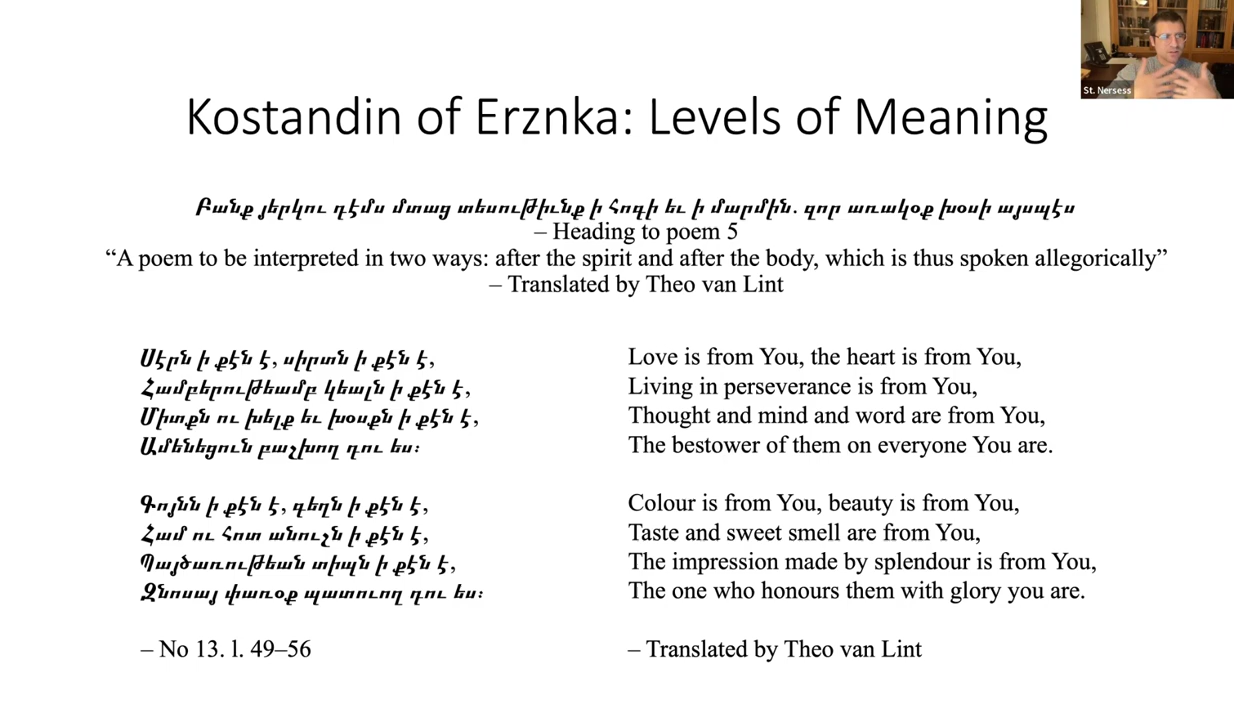 St. Nersess
Kostandin of Erznka: Levels of Meaning
Բանք յերկու դէմս մտաց տեսութիւնք ի հոգի եւ ի մարմին. զոր առակօք խօսի այսպէս
– Heading to poem 5
“A poem to be interpreted in two ways: after the spirit and after the body, which is thus spoken allegorically”
– Translated by Theo van Lint
Սէրն ի քէն է, սիրտն ի քէն է,
Համբերութեամբ կեալն ի քէն է,
Միտքն ու խելք եւ խօսքն ի քէն է,
Ամենեցուն բաշխող դու ես։
Գոյնն ի քէն է, գեղն ի քէն է,
Համ ու հոտ անուշն ի քէն է,
Պայծառութեան տիպն ի քէն է,
Զնոսայ փառօք պատուող դու ես։
– No 13. l. 49–56
Love is from You, the heart is from You,
Living in perseverance is from You,
Thought and mind and word are from You,
The bestower of them on everyone You are.
Colour is from You, beauty is from You,
Taste and sweet smell are from You,
The impression made by splendour is from You,
The one who honours them with glory you are.
– Translated by Theo van Lint